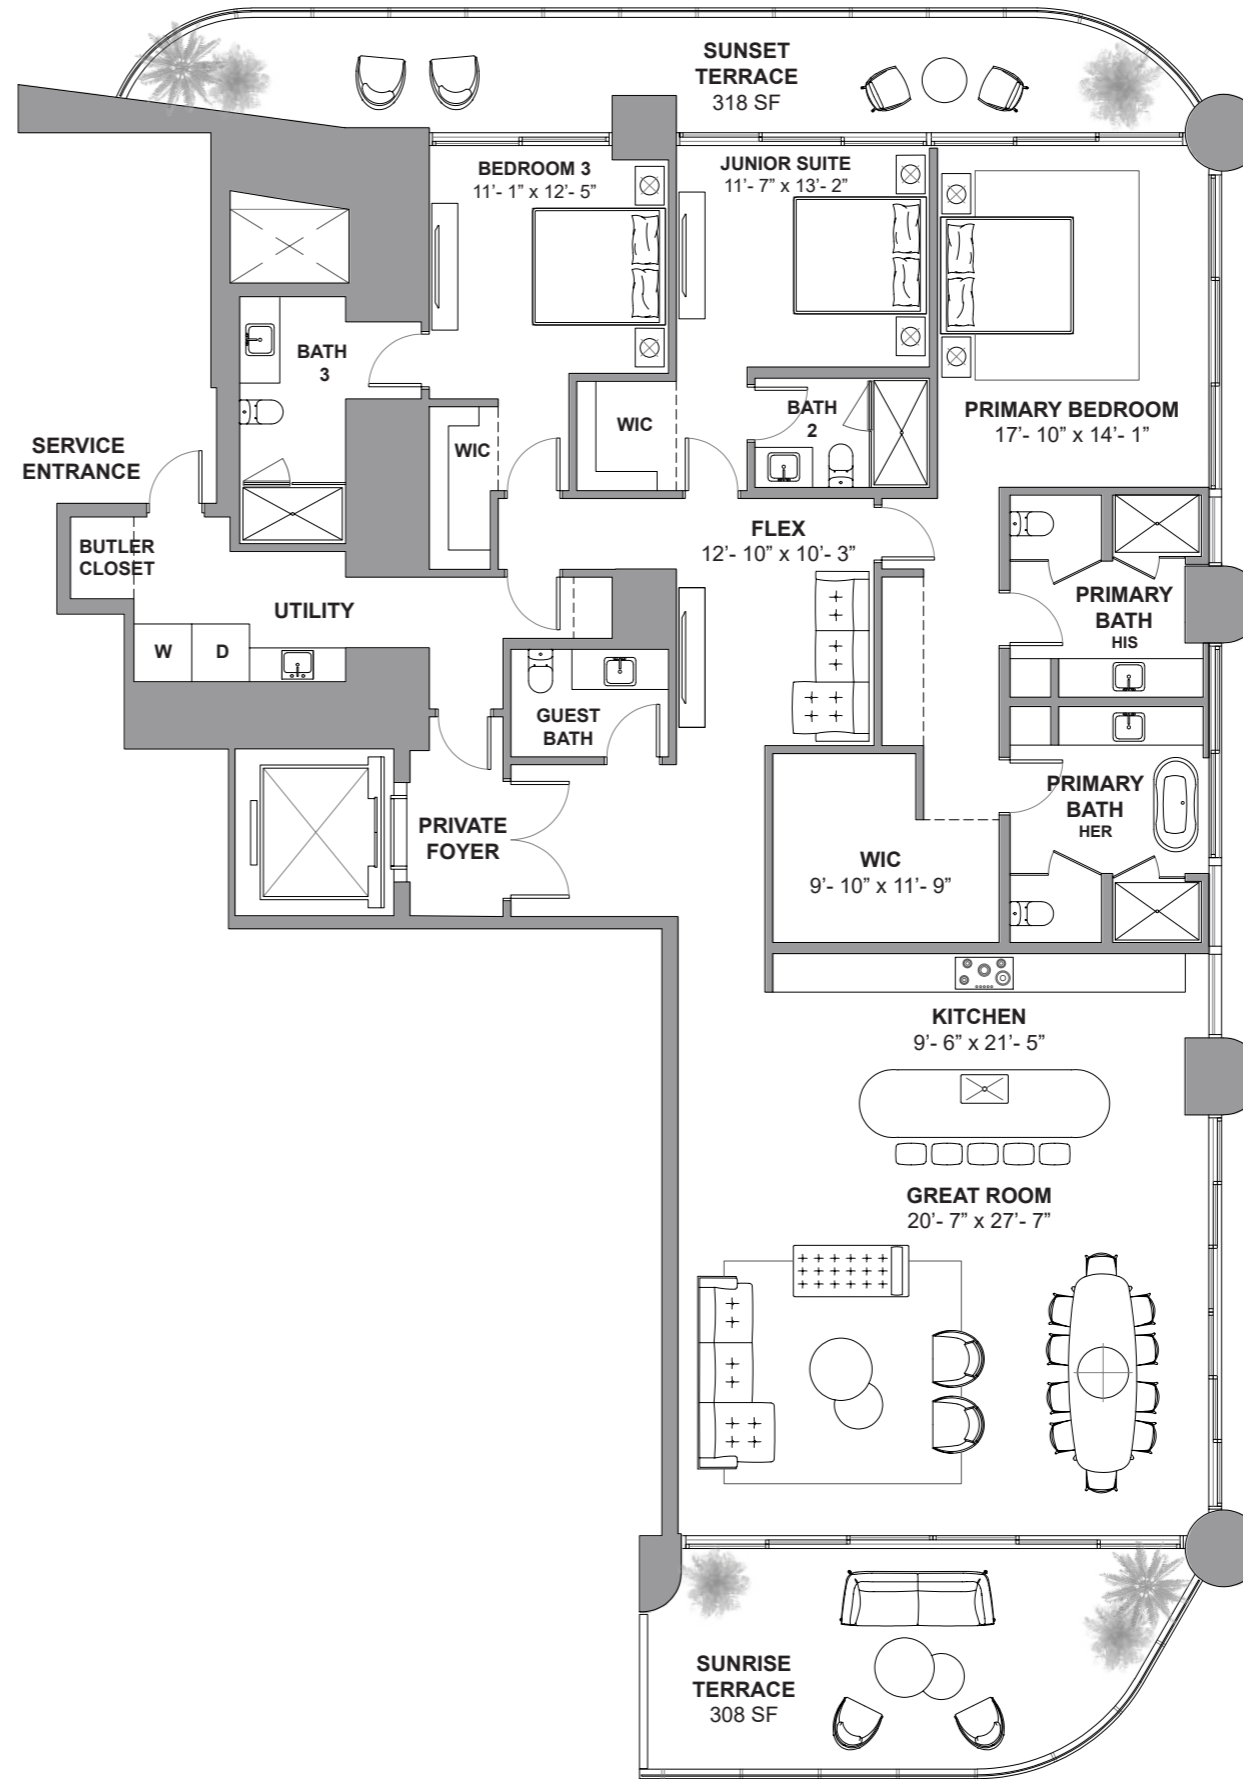 SUNSET
TERRACE
318 SF
BEDROOM 3
11’- 1” x 12’- 5”
JUNIOR SUITE
11’- 7” x 13’- 2”
BATH
3
WIC
WIC
BATH
2
PRIMARY BEDROOM
17’- 10” x 14’- 1”
SERVICE
ENTRANCE
BUTLER
CLOSET
FLEX
12’- 10” x 10’- 3”
UTILITY
W
D
PRIMARY
BATH
HIS
GUEST
BATH
PRIMARY
BATH
HER
PRIVATE
FOYER
WIC
9’- 10” x 11’- 9”
KITCHEN
9’- 6” x 21’- 5”
GREAT ROOM
20’- 7” x 27’- 7”
SUNRISE
TERRACE
308 SF